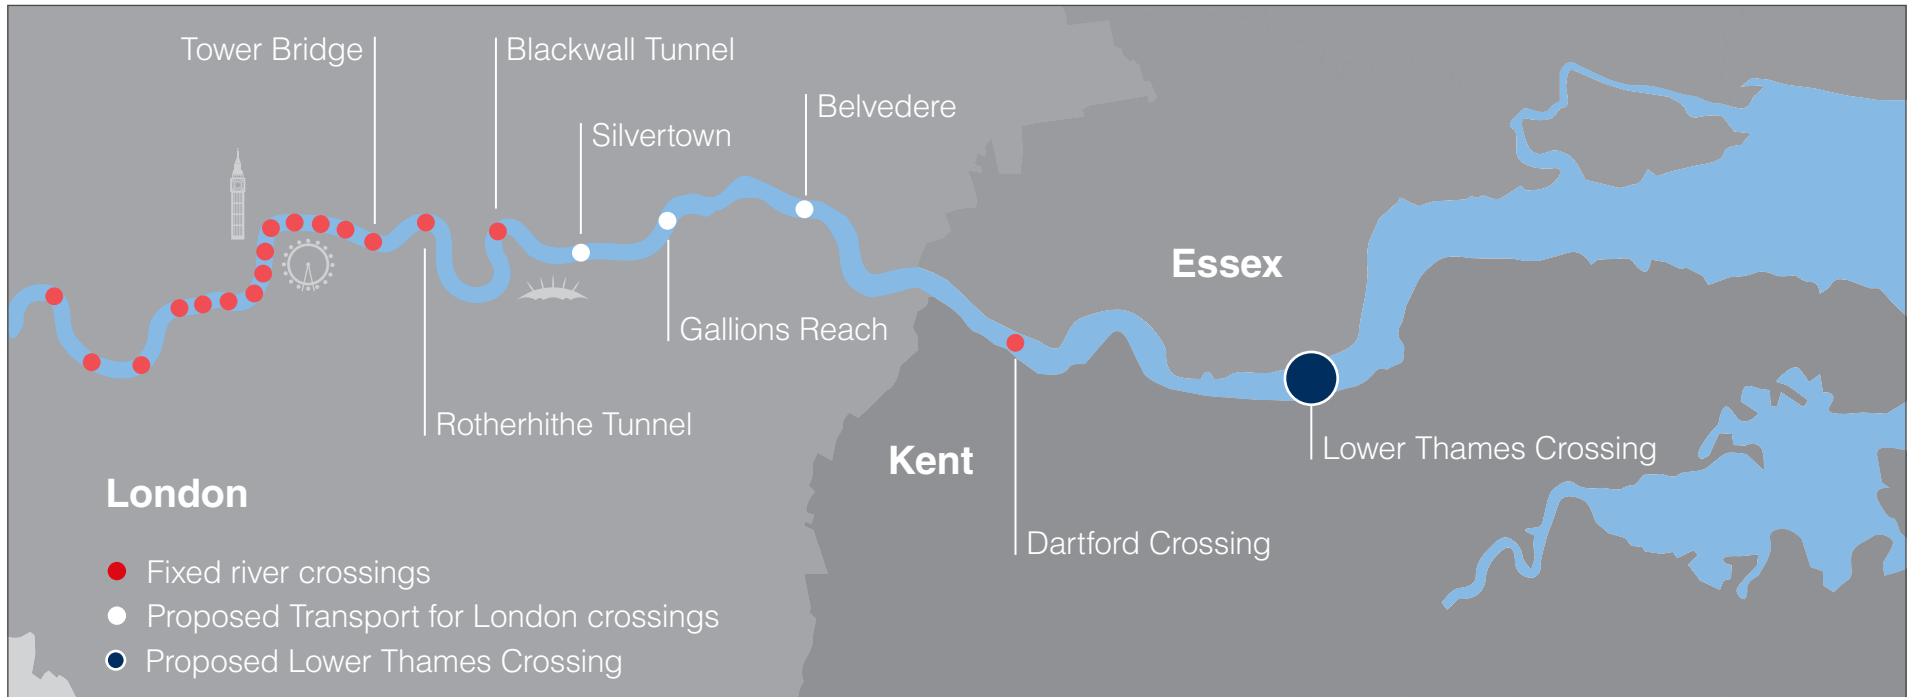 Tower Bridge
Blackwall Tunnel
Belvedere
Silvertown
Essex
Gallions Reach
Rotherhithe Tunnel
Kent
Lower Thames Crossing
London
Dartford Crossing
Fixed river crossings
Proposed Transport for London crossings
Proposed Lower Thames Crossing